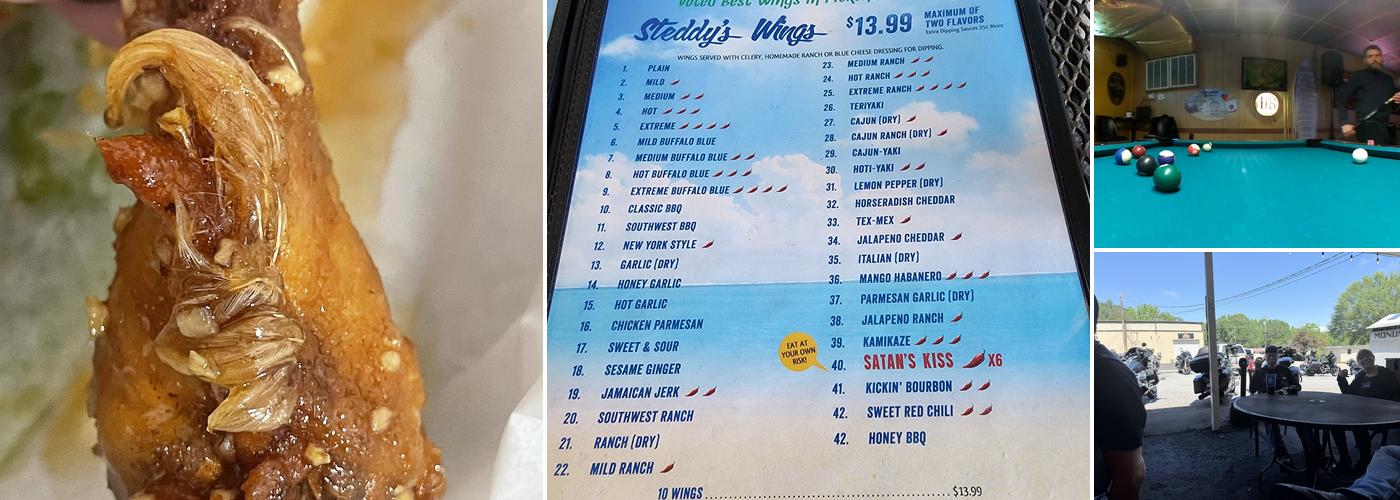 Voted Best Wings in
Steddy's Wings $13.99 MAXIMUM OF
TWO FLAVORS
Extra Dipping Sauces 35¢ More
WINGS SERVED WITH CELERY, HOMEMADE RANCH OR BLUE CHEESE DRESSING FOR DIPPING.
1. PLAIN
2. MILD
3. MEDIUM
4. HOT
5. EXTREME
6. MILD BUFFALO BLUE
7. MEDIUM BUFFALO BLUE
8. HOT BUFFALO BLUE
9. EXTREME BUFFALO BLUE
10. CLASSIC BBQ
11. SOUTHWEST BBQ
12. NEW YORK STYLE
13. GARLIC (DRY)
14. HONEY GARLIC
15. HOT GARLIC
16. CHICKEN PARMESAN
17. SWEET & SOUR
18. SESAME GINGER
19. JAMAICAN JERK
20. SOUTHWEST RANCH
21. RANCH (DRY)
22. MILD RANCH
23. MEDIUM RANCH
24. HOT RANCH
25. EXTREME RANCH
26. TERIYAKI
27. CAJUN (DRY)
28. CAJUN RANCH (DRY)
29. CAJUN-YAKI
30. HOTI-YAKI
31. LEMON PEPPER (DRY)
32. HORSERADISH CHEDDAR
33. TEX-MEX
34. JALAPENO CHEDDAR
35. ITALIAN (DRY)
36. MANGO HABANERO
37. PARMESAN GARLIC (DRY)
38. JALAPENO RANCH
39. KAMIKAZE
EAT AT
YOUR OWN
RISK!
40. SATAN'S KISS X6
41. KICKIN' BOURBON
42. SWEET RED CHILI
42. HONEY BBQ
10 WINGS..........................................$13.99